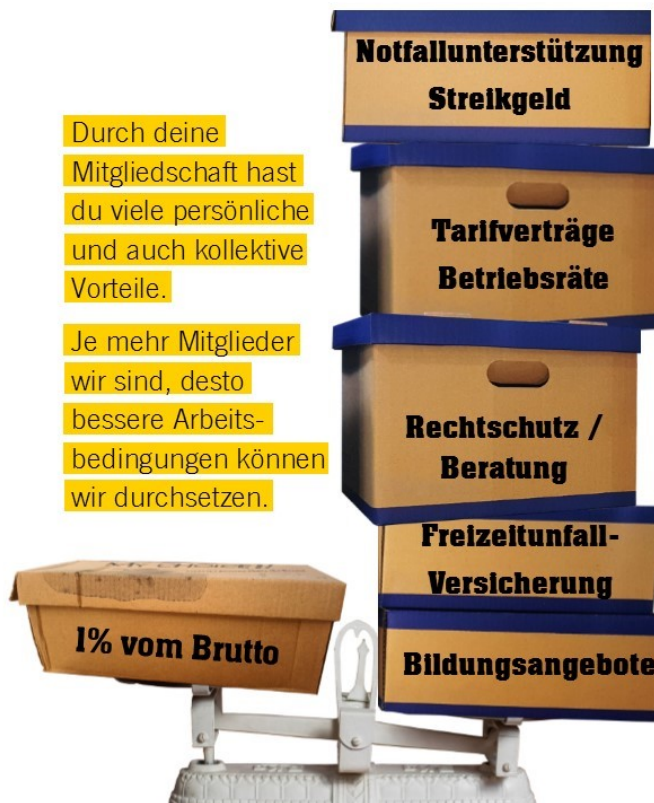 Durch deine
Mitgliedschaft hast
du viele persönliche
und auch kollektive
Vorteile.
Je mehr Mitglieder
wir sind, desto
bessere Arbeits-
bedingungen können
wir durchsetzen.
Notfallunterstützung
Streikgeld
Tarifverträge
Betriebsräte
Rechtschutz /
Beratung
Freizeitunfall-
Versicherung
Bildungsangebote
1% vom Brutto